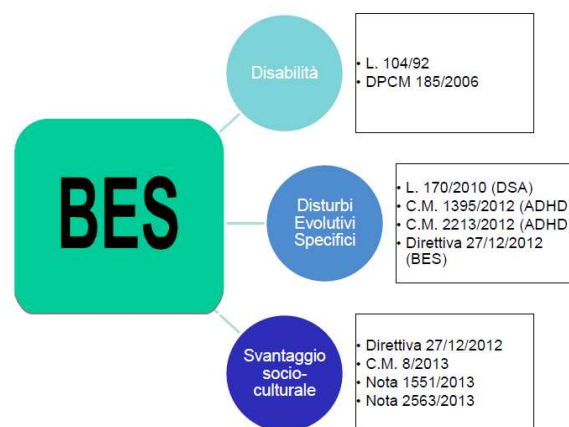 BES
Disabilità
• L. 104/92
• DPCM 185/2006
Disturbi
Evolutivi
Specifici
• L. 170/2010 (DSA)
• C.M. 1395/2012 (ADHD
• C.M. 2213/2012 (ADHD
• Direttiva 27/12/2012
(BES)
Svantaggio
socio-
culturale
• Direttiva 27/12/2012
• C.M. 8/2013
• Nota 1551/2013
• Nota 2563/2013